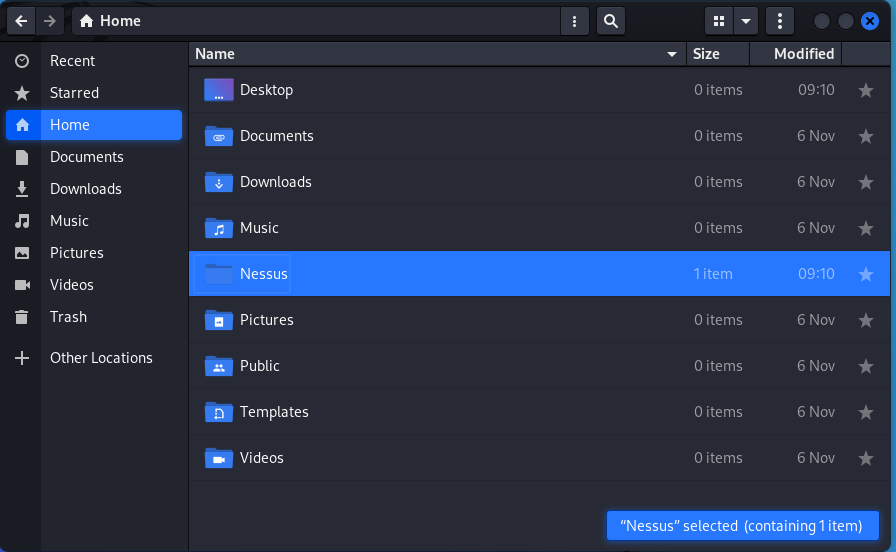 Home
Name Size Modified
Recent
Starred
Home
Documents
Downloads
Music
Pictures
Videos
Trash
Other Locations
Desktop 0 items 09:10
Documents 0 items 6 Nov
Downloads 0 items 6 Nov
Music 0 items 6 Nov
Nessus 1 item 09:10
Pictures 0 items 6 Nov
Public 0 items 6 Nov
Templates 0 items 6 Nov
Videos 0 items 6 Nov
“Nessus” selected (containing 1 item)